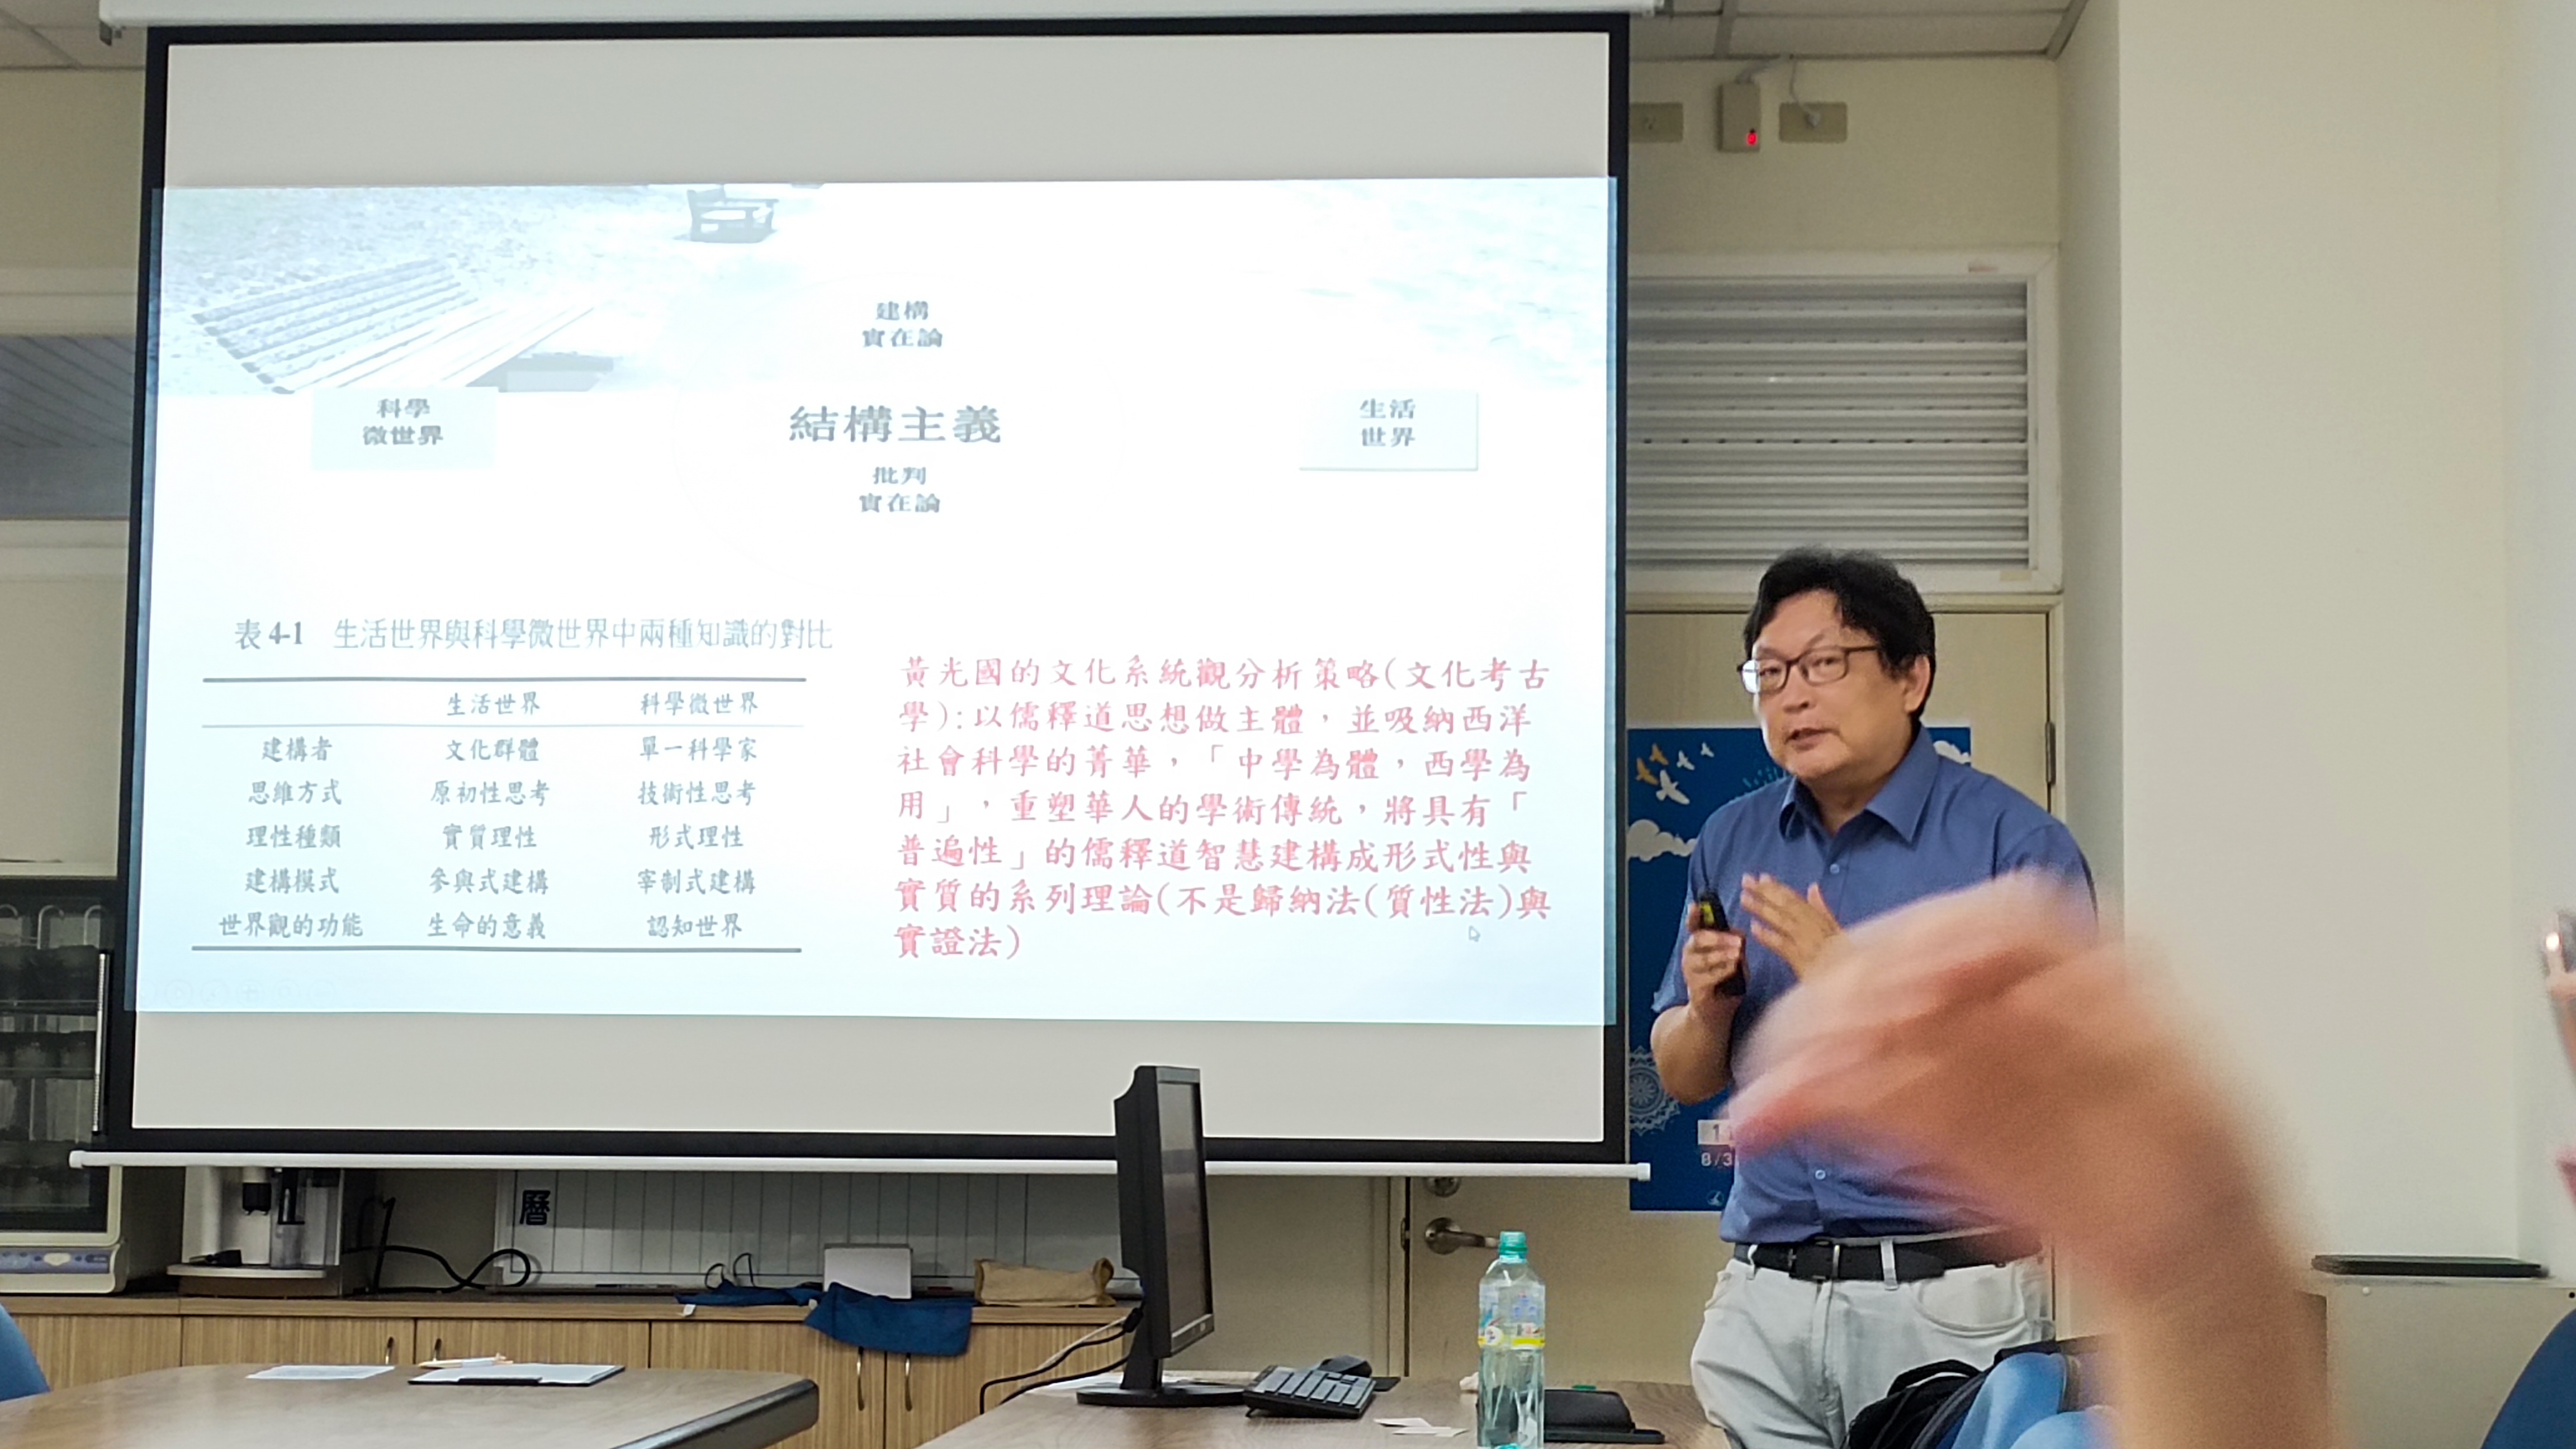 建構
實在論
科學
微世界
結構主義
生活
世界
批判
實在論
表 4-1 生活世界與科學微世界中兩種知識的對比
生活世界 科學微世界
建構者 文化群體 單一科學家
思維方式 原初性思考 技術性思考
理性種類 實質理性 形式理性
建構模式 參與式建構 宰制式建構
世界觀的功能 生命的意義 認知世界
黃光國的文化系統觀分析策略(文化考古
學):以儒釋道思想做主體，並吸納西洋
社會科學的菁華，「中學為體，西學為
用」，重塑華人的學術傳統，將具有「
普遍性」的儒釋道智慧建構成形式性與
實質的系列理論(不是歸納法(質性法)與
實證法)
曆
1
8/3